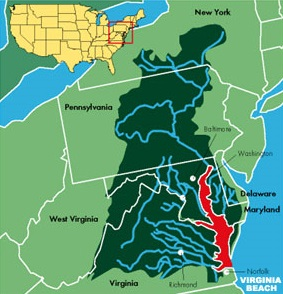 New York
Pennsylvania
Baltimore
Washington
Delaware
Maryland
West Virginia
Virginia
Richmond
Norfolk
VIRGINIA
BEACH